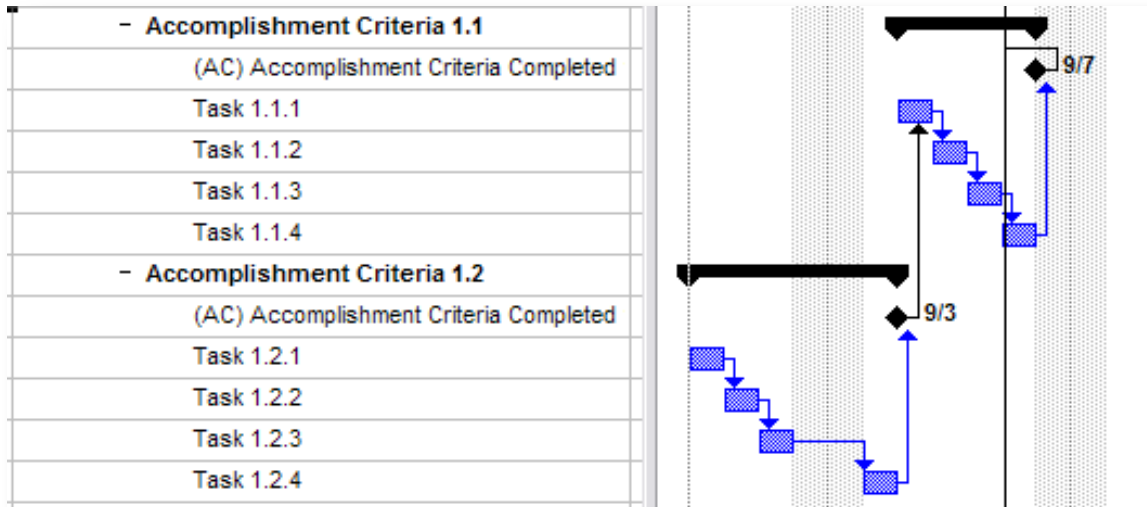 − Accomplishment Criteria 1.1
(AC) Accomplishment Criteria Completed
9/7
Task 1.1.1
Task 1.1.2
Task 1.1.3
Task 1.1.4
− Accomplishment Criteria 1.2
(AC) Accomplishment Criteria Completed
9/3
Task 1.2.1
Task 1.2.2
Task 1.2.3
Task 1.2.4